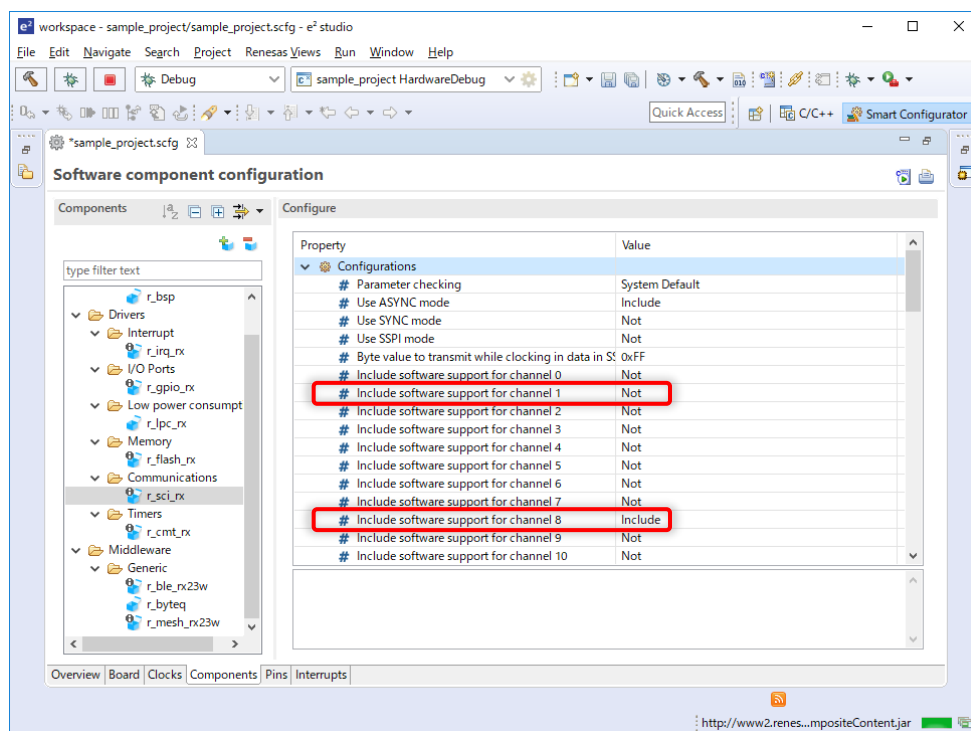 e² workspace - sample_project/sample_project.scfg - e² studio
File Edit Navigate Search Project Renesas Views Run Window Help
Debug sample_project HardwareDebug
Quick Access C/C++ Smart Configurator
*sample_project.scfg
Software component configuration
Components Configure
Property Value
type filter text
Configurations
# Parameter checking System Default
# Use ASYNC mode Include
# Use SYNC mode Not
# Use SSPI mode Not
# Byte value to transmit while clocking in data in SS 0xFF
# Include software support for channel 0 Not
# Include software support for channel 1 Not
# Include software support for channel 2 Not
# Include software support for channel 3 Not
# Include software support for channel 4 Not
# Include software support for channel 5 Not
# Include software support for channel 6 Not
# Include software support for channel 7 Not
# Include software support for channel 8 Include
# Include software support for channel 9 Not
# Include software support for channel 10 Not
r_bsp
Drivers
Interrupt
r_irq_rx
I/O Ports
r_gpio_rx
Low power consumpt
r_lpc_rx
Memory
r_flash_rx
Communications
r_sci_rx
Timers
r_cmt_rx
Middleware
Generic
r_ble_rx23w
r_byteq
r_mesh_rx23w
Overview Board Clocks Components Pins Interrupts
http://www2.renes...mpositeContent.jar